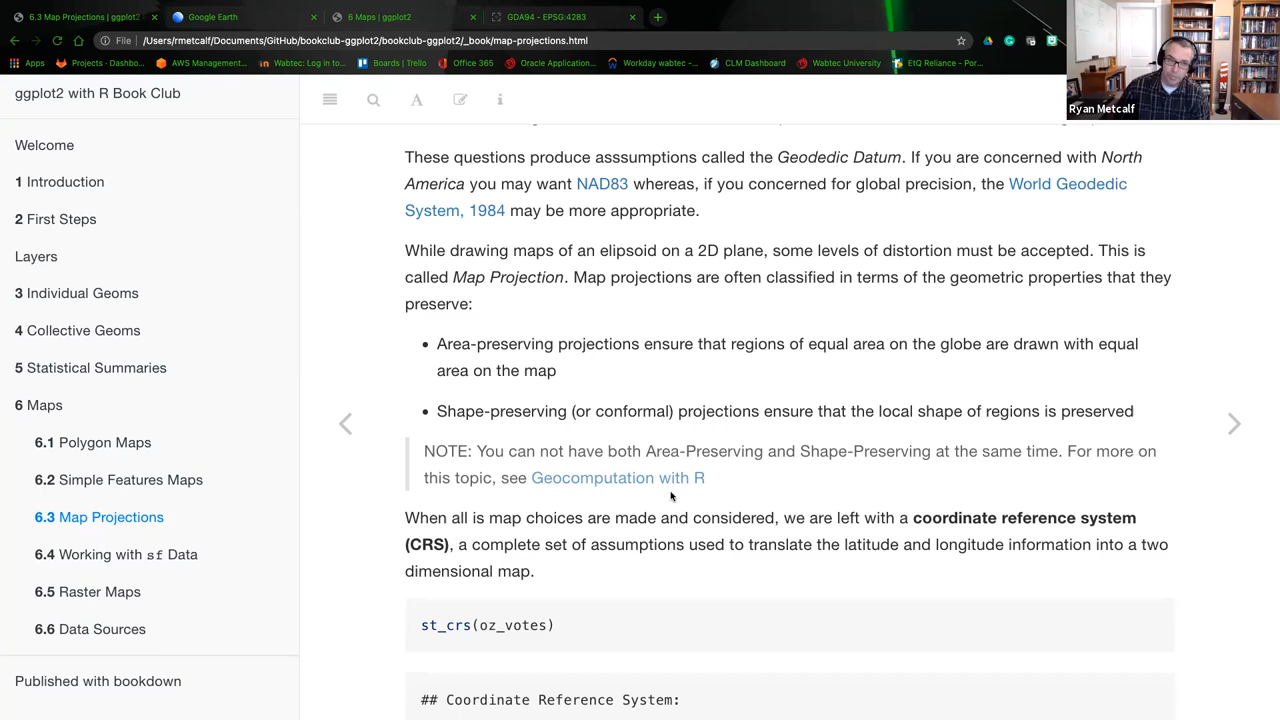 6.3 Map Projections | ggplot2
Google Earth
6 Maps | ggplot2
GDA94 - EPSG:4283
File
/Users/rmetcalf/Documents/GitHub/bookclub-ggplot2/bookclub-ggplot2/_book/map-projections.html
Apps
Projects · Dashbo...
AWS Management...
Wabtec: Log in to...
Boards | Trello
Office 365
Oracle Application...
Workday wabtec -...
CLM Dashboard
Wabtec University
EtQ Reliance - Por...
Ryan Metcalf
ggplot2 with R Book Club
Welcome
1 Introduction
2 First Steps
Layers
3 Individual Geoms
4 Collective Geoms
5 Statistical Summaries
6 Maps
6.1 Polygon Maps
6.2 Simple Features Maps
6.3 Map Projections
6.4 Working with sf Data
6.5 Raster Maps
6.6 Data Sources
Published with bookdown
These questions produce asssumptions called the Geodedic Datum. If you are concerned with North
America you may want NAD83 whereas, if you concerned for global precision, the World Geodedic
System, 1984 may be more appropriate.
While drawing maps of an elipsoid on a 2D plane, some levels of distortion must be accepted. This is
called Map Projection. Map projections are often classified in terms of the geometric properties that they
preserve:
• Area-preserving projections ensure that regions of equal area on the globe are drawn with equal
area on the map
• Shape-preserving (or conformal) projections ensure that the local shape of regions is preserved
NOTE: You can not have both Area-Preserving and Shape-Preserving at the same time. For more on
this topic, see Geocomputation with R
When all is map choices are made and considered, we are left with a coordinate reference system
(CRS), a complete set of assumptions used to translate the latitude and longitude information into a two
dimensional map.
st_crs(oz_votes)
## Coordinate Reference System: